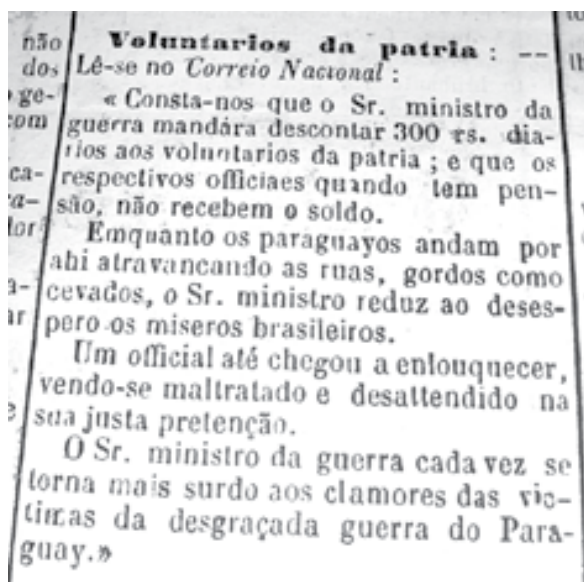 Voluntarios da patria : --
Lê-se no Correio Nacional :
« Consta-nos que o Sr. ministro da
guerra mandára descontar 300 rs. dia-
rios aos voluntarios da patria ; e que os
respectivos officiaes quando tem pen-
são, não recebem o soldo.
Emquanto os paraguayos andam por
ahi atravancando as ruas, gordos como
cevados, o Sr. ministro reduz ao deses-
pero os miseros brasileiros.
Um official até chegou a enlouquecer,
vendo-se maltratado e desattendido na
sua justa pretenção.
O Sr. ministro da guerra cada vez se
torna mais surdo aos clamores das vic-
timas da desgraçada guerra do Para-
guay.»